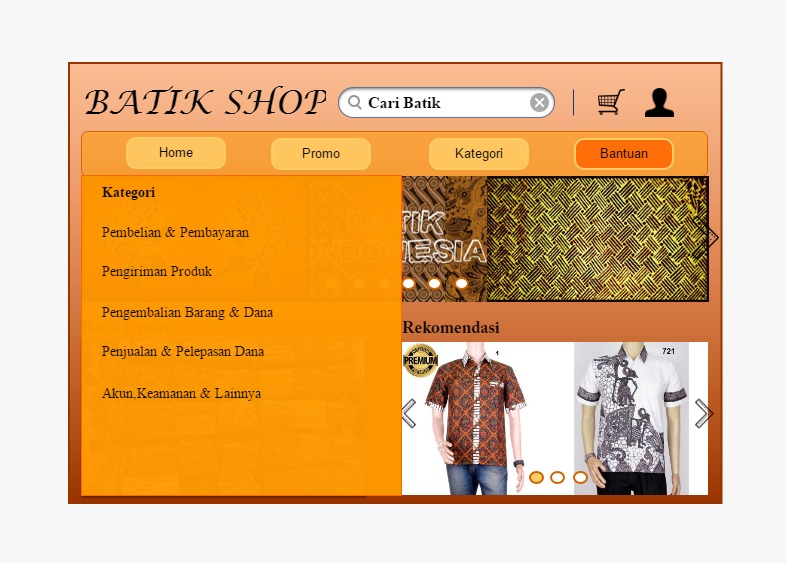 BATIK SHOP
Cari Batik
Home
Promo
Kategori
Bantuan
Kategori
Pembelian & Pembayaran
Pengiriman Produk
Pengembalian Barang & Dana
Penjualan & Pelepasan Dana
Akun,Keamanan & Lainnya
BATIK
INDONESIA
Rekomendasi
PREMIUM
1
721